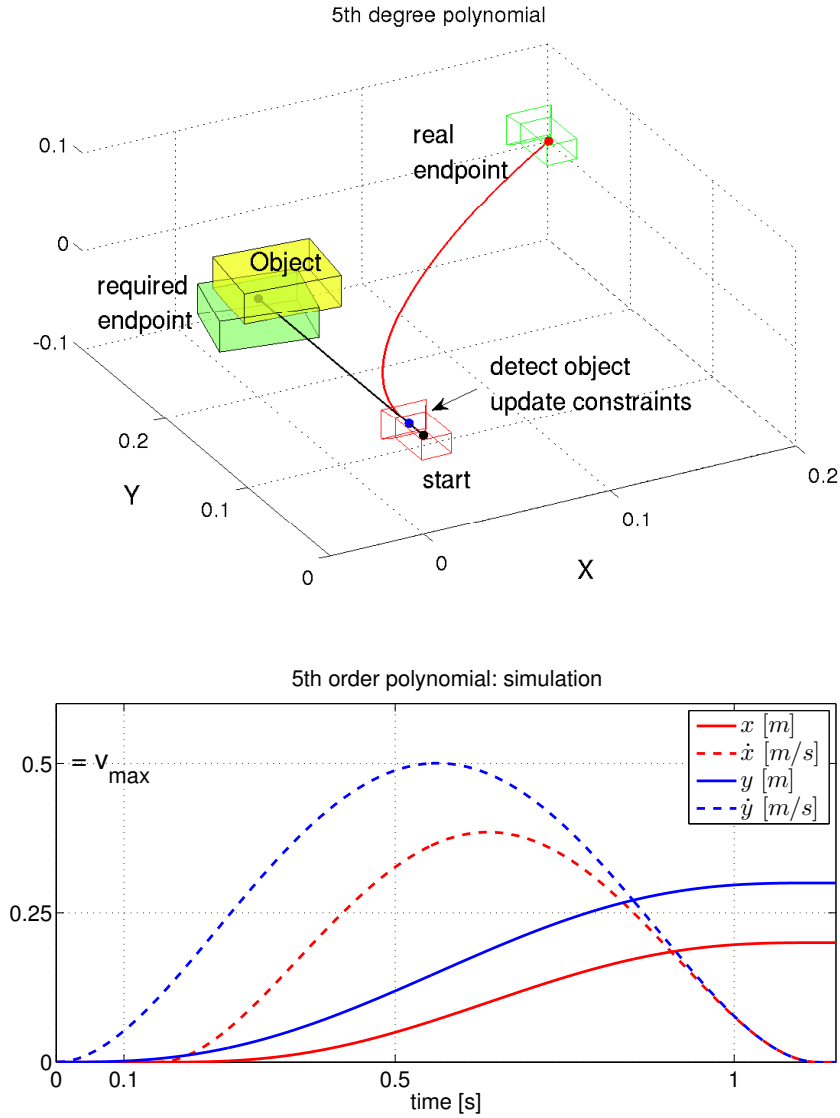 5th degree polynomial
0.1
real
endpoint
0
Object
required
endpoint
-0.1
detect object
update constraints
0.2
start
0.2
Y
0.1
0.1
0
X
0
5th order polynomial: simulation
x [m]
ẋ [m/s]
y [m]
ẏ [m/s]
= v_max
0.5
0.25
0
0
0.1
0.5
1
time [s]